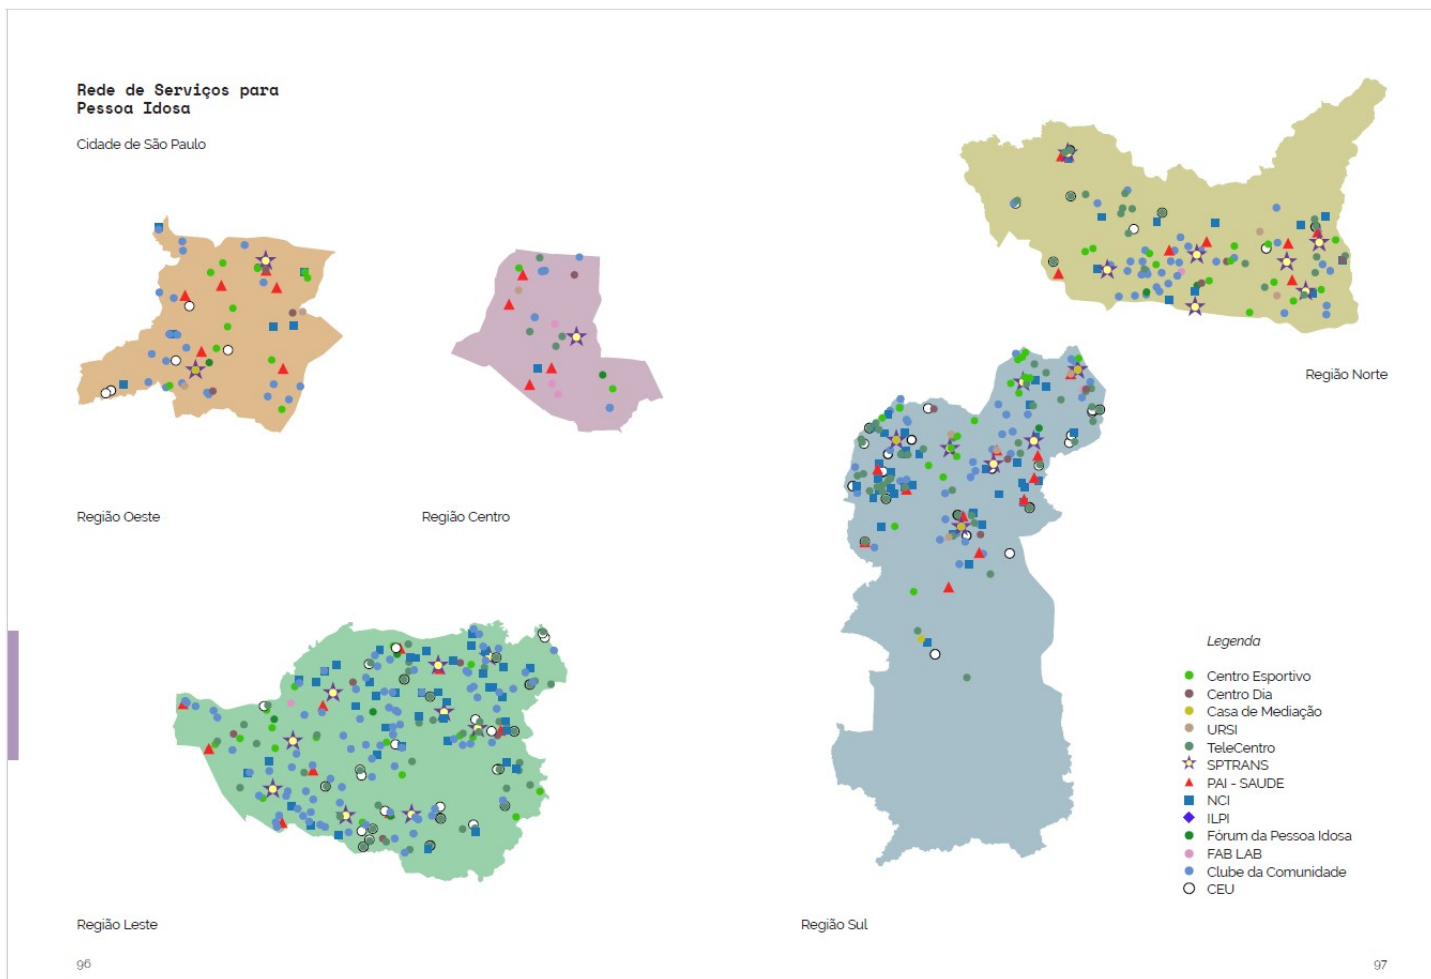 Rede de Serviços para
Pessoa Idosa
Cidade de São Paulo
Região Norte
Região Oeste
Região Centro
Legenda
Centro Esportivo
Centro Dia
Casa de Mediação
URSI
TeleCentro
SPTRANS
PAI - SAUDE
NCI
ILPI
Fórum da Pessoa Idosa
FAB LAB
Clube da Comunidade
CEU
Região Leste
Região Sul
96
97